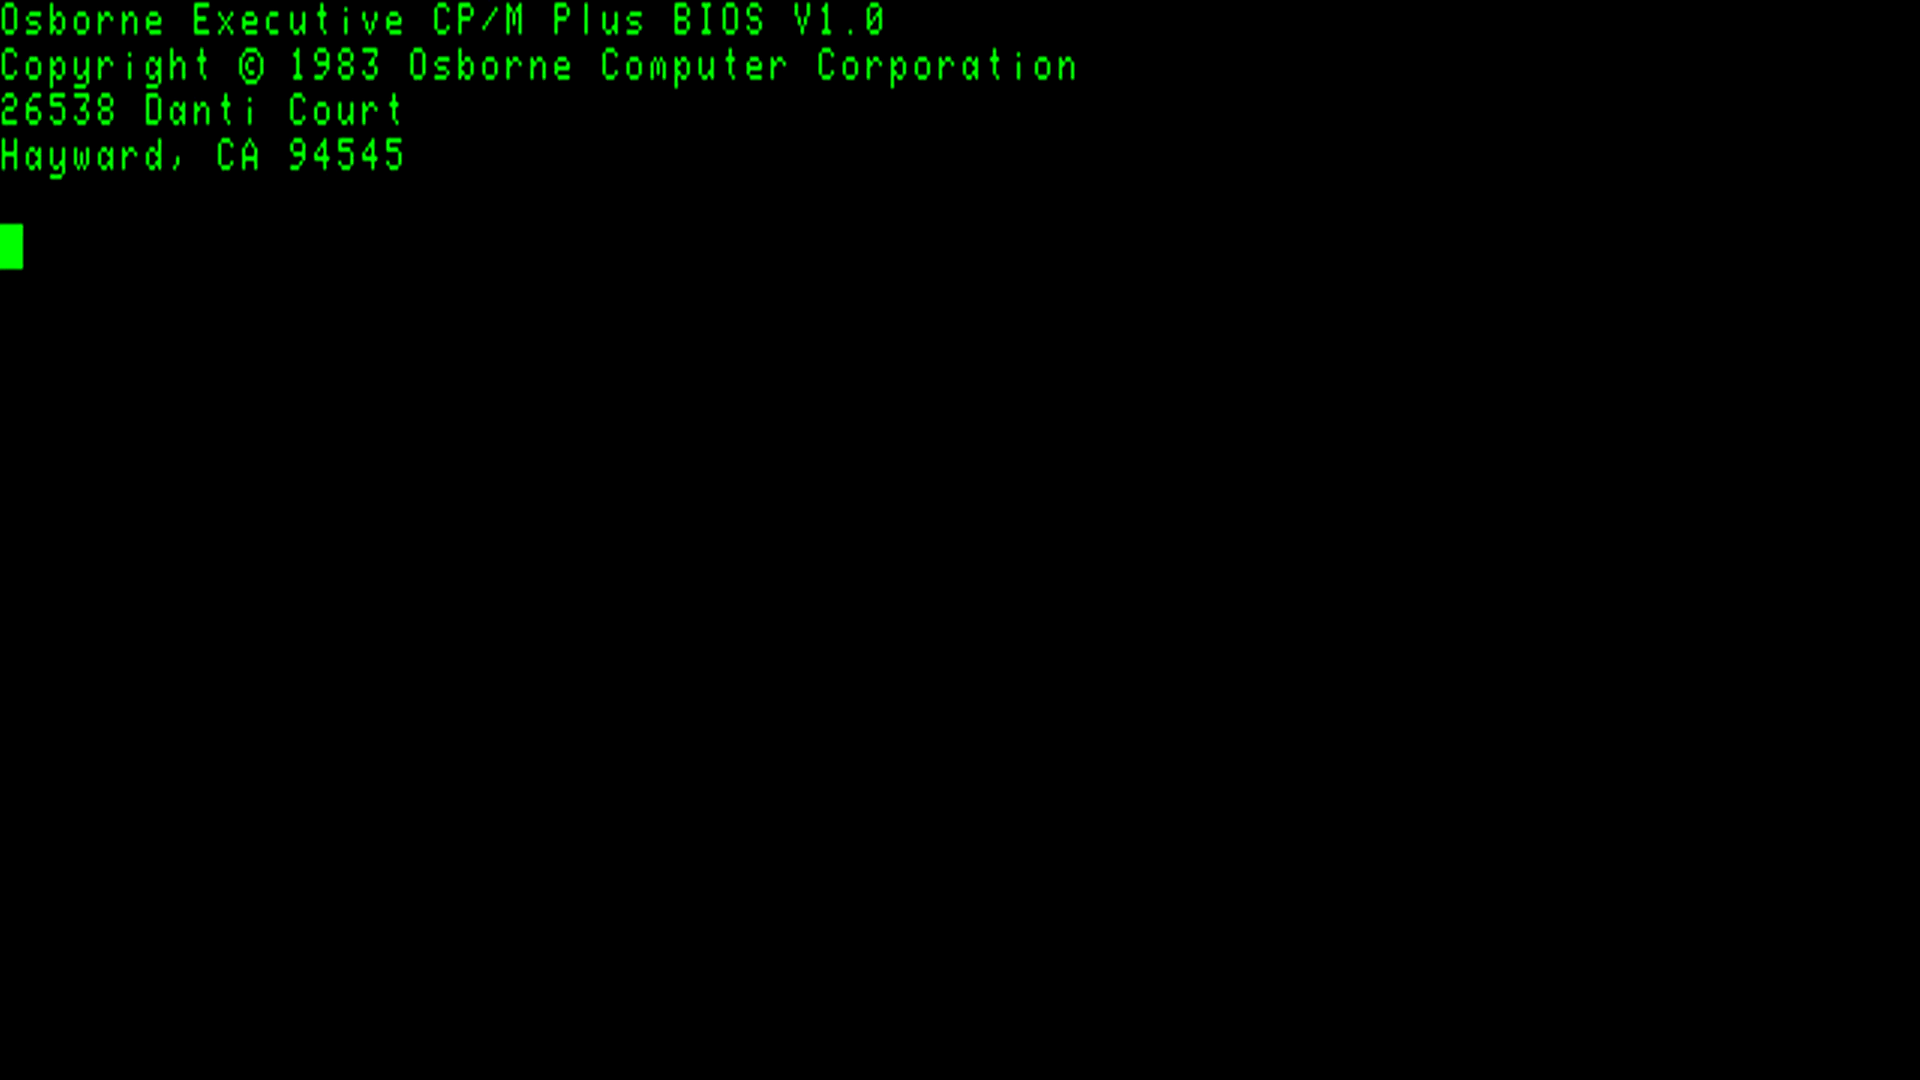 Osborne Executive CP/M Plus BIOS V1.0
Copyright © 1983 Osborne Computer Corporation
26538 Danti Court
Hayward, CA 94545